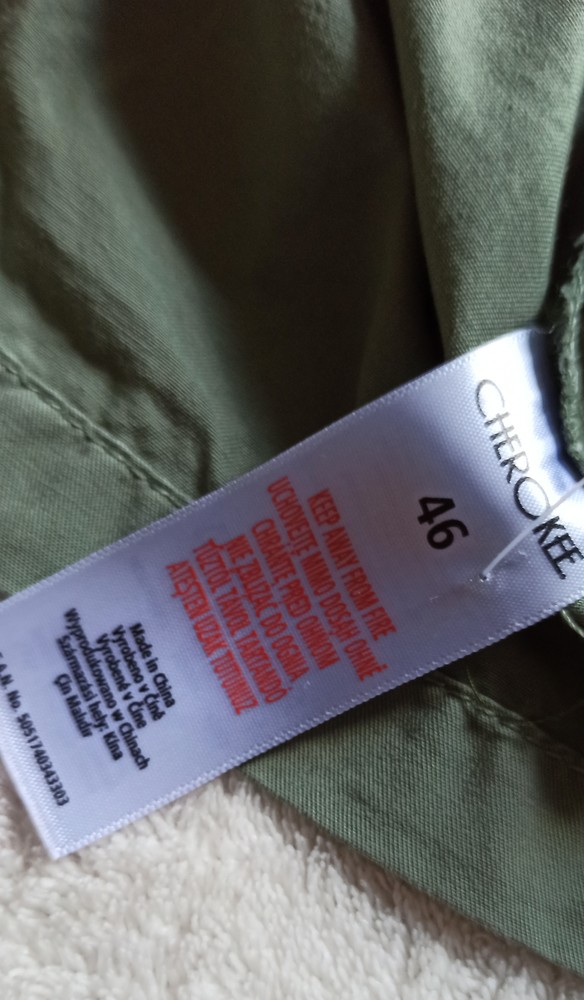 CHEROKEE
46
KEEP AWAY FROM FIRE
UCHOVEJTE MIMO DOSAH OHNĚ
CHRÁŇTE PRED OHŇOM
NIE ZBLIŻAĆ DO OGNIA
TŰZTŐL TÁVOL TARTANDÓ
ATEŞTEN UZAK TUTUNUZ
Made in China
Vyrobeno v Číně
Vyrobené v Číne
Wyprodukowano w Chinach
Származási hely: Kína
Çin Malıdır
E.A.N. No. 5051740343303